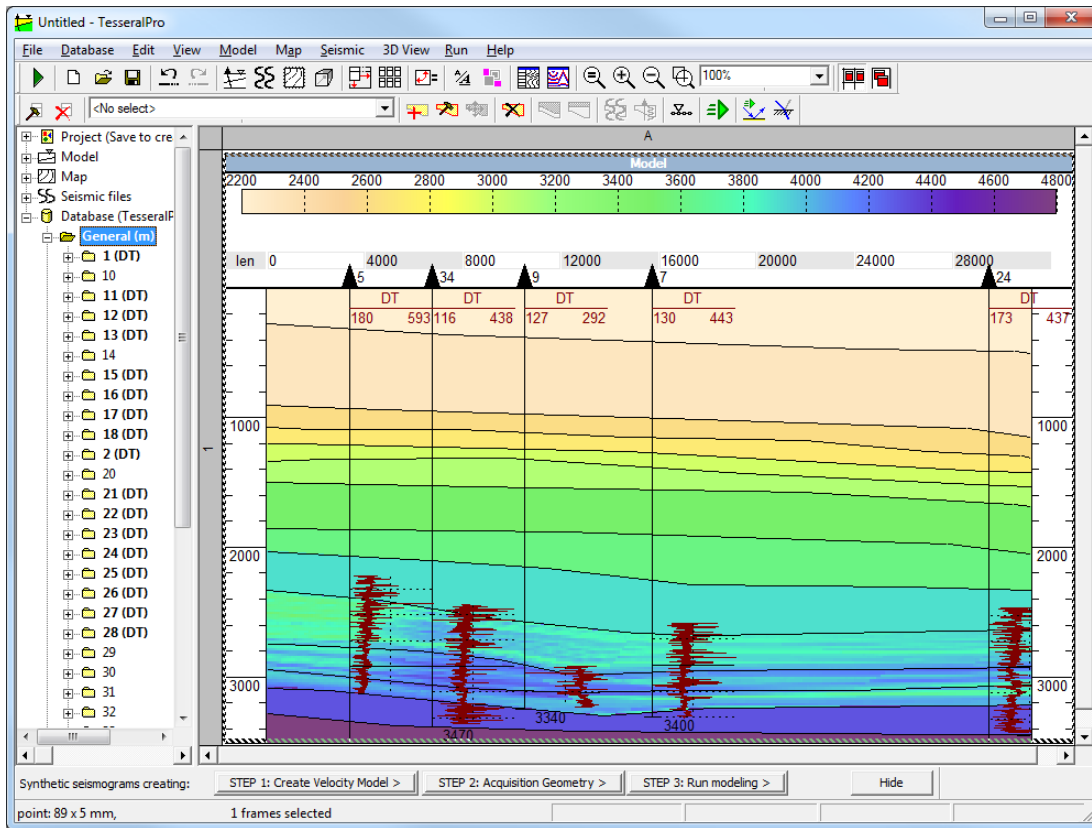 Untitled - TesseralPro
File Database Edit View Model Map Seismic 3D View Run Help
100%
<No select>
Project (Save to cre
Model
Map
Seismic files
Database (TesseralP
General (m)
1 (DT)
10
11 (DT)
12 (DT)
13 (DT)
14
15 (DT)
16 (DT)
17 (DT)
18 (DT)
2 (DT)
20
21 (DT)
22 (DT)
23 (DT)
24 (DT)
25 (DT)
26 (DT)
27 (DT)
28 (DT)
29
30
31
32
A
1
Model
2200 2400 2600 2800 3000 3200 3400 3600 3800 4000 4200 4400 4600 4800
len 0 4000 8000 12000 16000 20000 24000 28000
5 34 9 7 24
DT DT DT DT DT
180 593 116 438 127 292 130 443 173 437
1000 1000
2000 2000
3000 3000
3340
3400
3470
Synthetic seismograms creating: STEP 1: Create Velocity Model > STEP 2: Acquisition Geometry > STEP 3: Run modeling > Hide
point: 89 x 5 mm, 1 frames selected